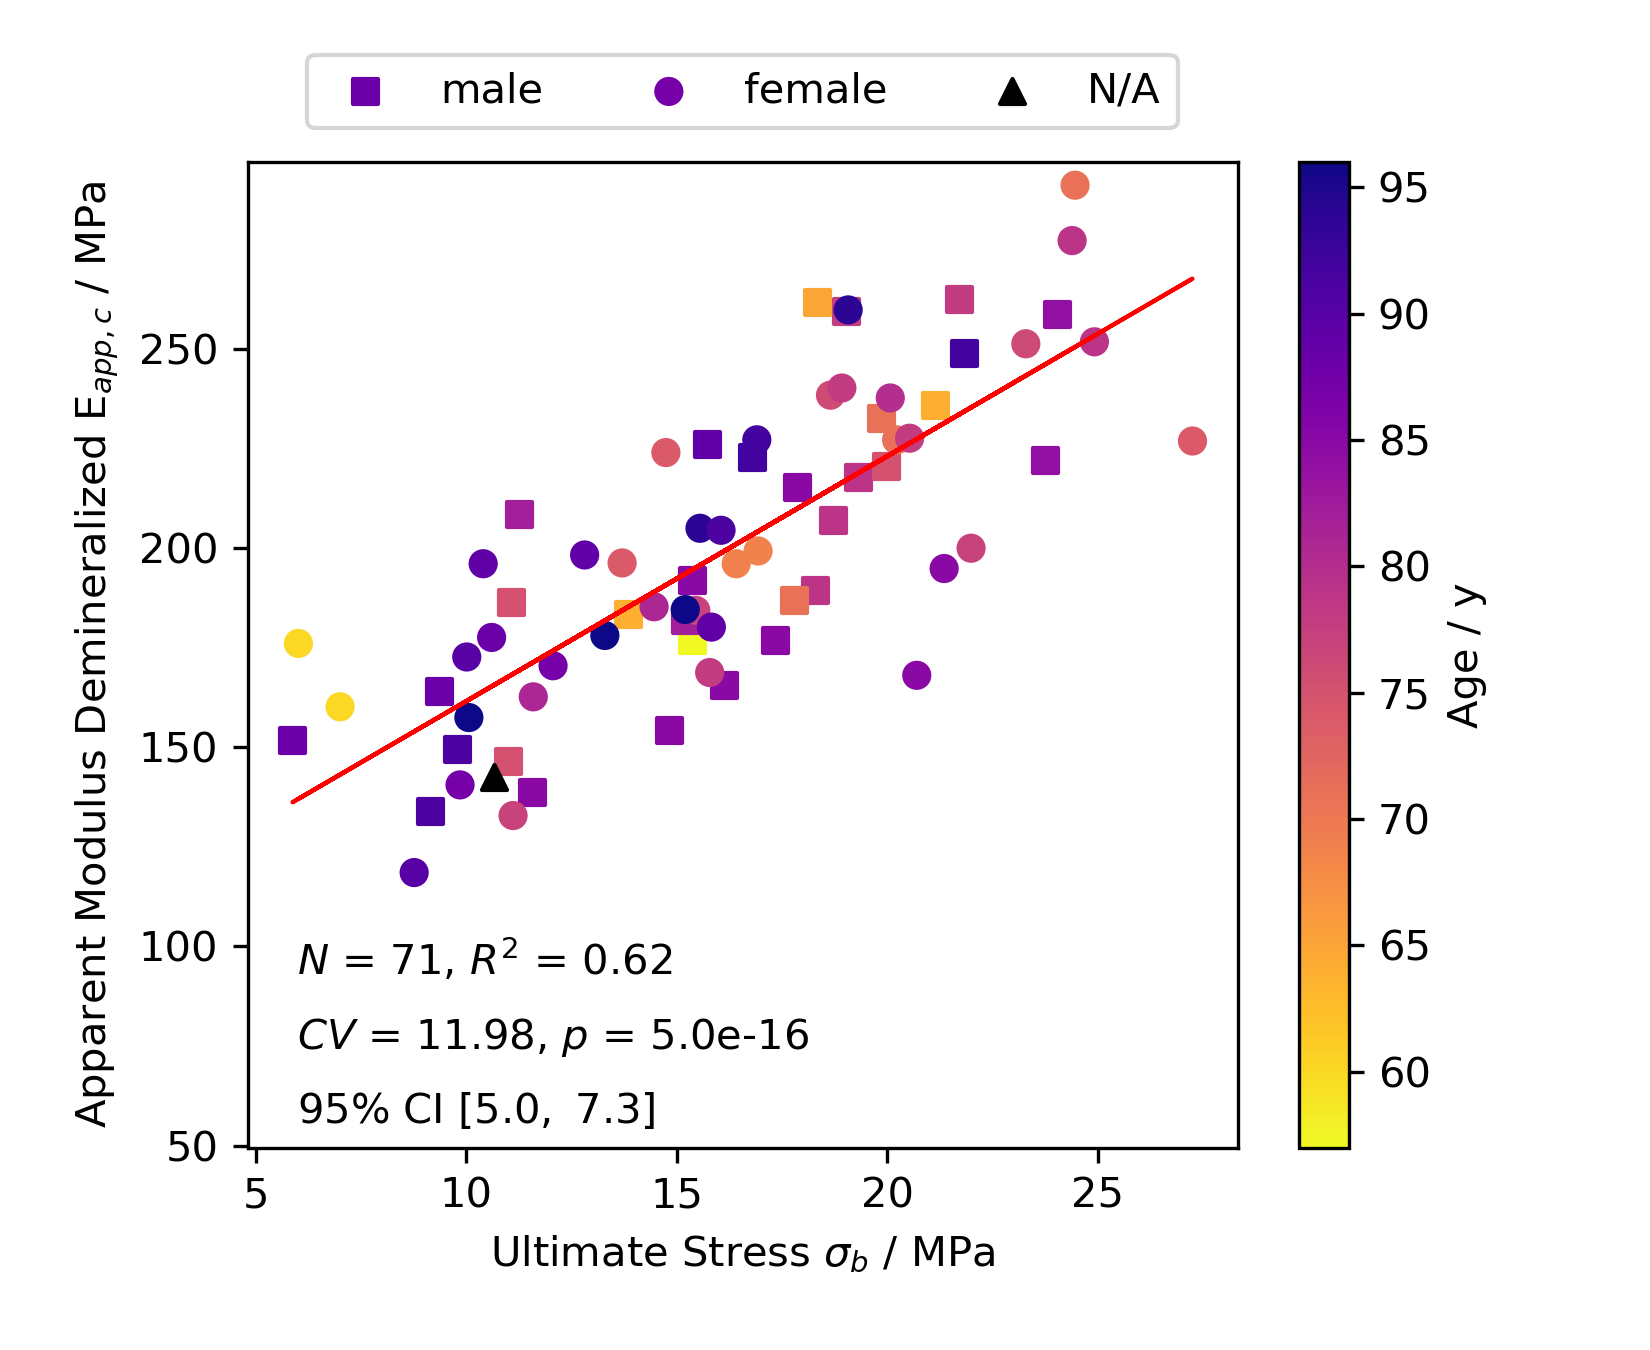 male female N/A
Apparent Modulus Demineralized E_{app,c} / MPa
250
200
150
100
50
N = 71, R² = 0.62
CV = 11.98, p = 5.0e-16
95% CI [5.0, 7.3]
5 10 15 20 25
Ultimate Stress σ_b / MPa
95
90
85
80
75
70
65
60
Age / y